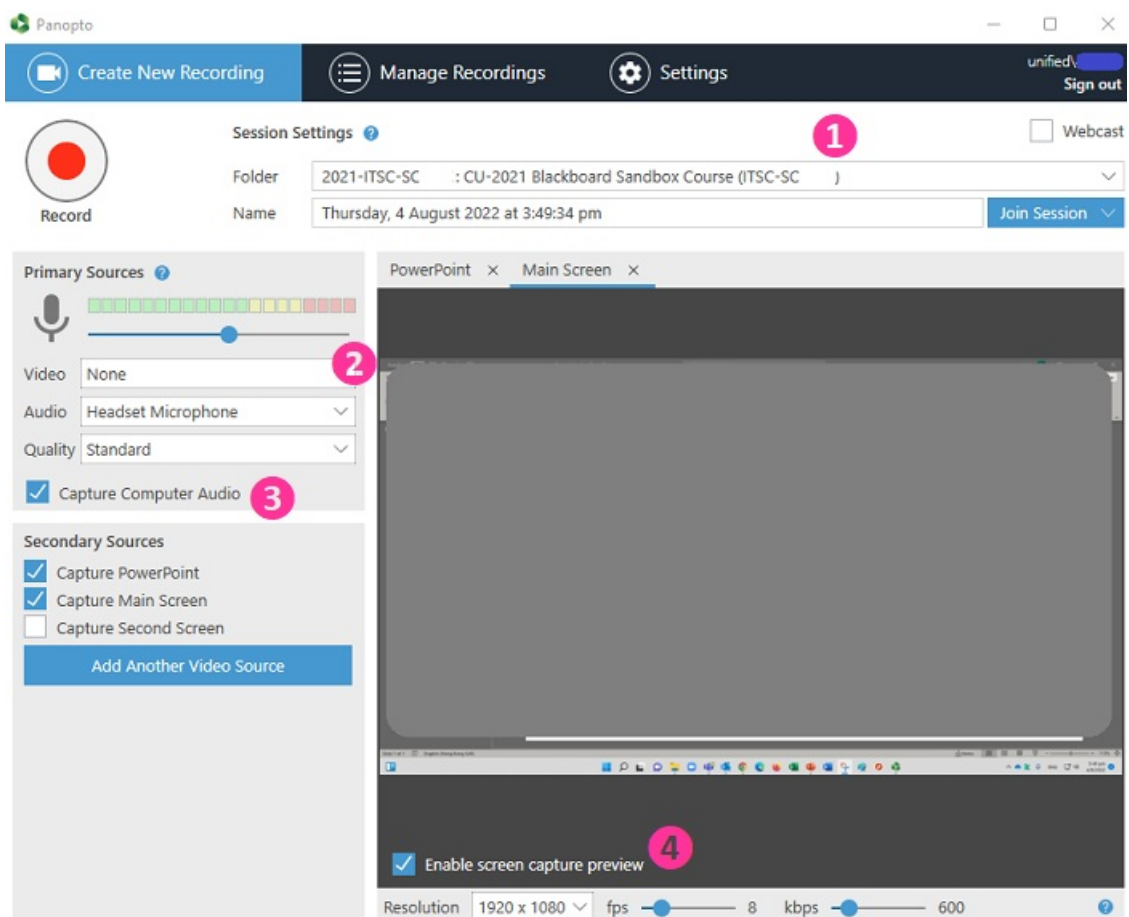 Panopto
Create New Recording Manage Recordings Settings unified\
Sign out
Session Settings ? 1 Webcast
Folder 2021-ITSC-SC : CU-2021 Blackboard Sandbox Course (ITSC-SC )
Record Name Thursday, 4 August 2022 at 3:49:34 pm Join Session
Primary Sources ? PowerPoint × Main Screen ×
2
Video None
Audio Headset Microphone
Quality Standard
Capture Computer Audio 3
Secondary Sources
Capture PowerPoint
Capture Main Screen
Capture Second Screen
Add Another Video Source
Enable screen capture preview 4
Resolution 1920 x 1080 fps 8 kbps 600 ?